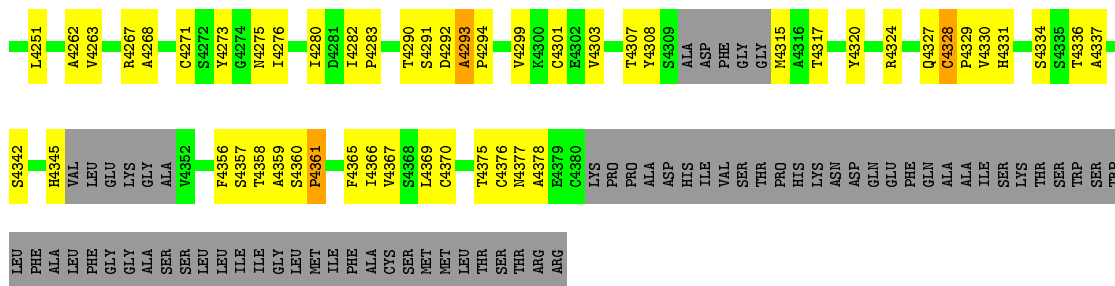 L4251 A4262 V4263 R4267 A4268 C4271 S4272 Y4273 G4274 N4275 I4276 I4280 D4281 I4282 P4283 T4290 S4291 D4292 A4293 P4294 V4299 K4300 C4301 E4302 V4303 T4307 Y4308 S4309 ALA ASP PHE GLY GLY M4315 A4316 T4317 Y4320 R4324 Q4327 C4328 P4329 V4330 H4331 S4334 S4335 T4336 A4337
S4342 H4345 VAL LEU GLU LYS GLY ALA V4352 F4356 S4357 T4358 A4359 S4360 P4361 F4365 I4366 V4367 S4368 L4369 C4370 T4375 C4376 N4377 A4378 E4379 C4380 LYS PRO PRO ALA ASP HIS ILE VAL SER THR PRO HIS LYS ASN ASP GLN GLU PHE GLN ALA ALA ILE SER LYS THR SER TRP SER TRP
LEU PHE ALA LEU PHE GLY GLY ALA SER SER LEU LEU ILE ILE GLY LEU MET ILE PHE ALA CYS SER MET MET LEU THR SER THR ARG ARG